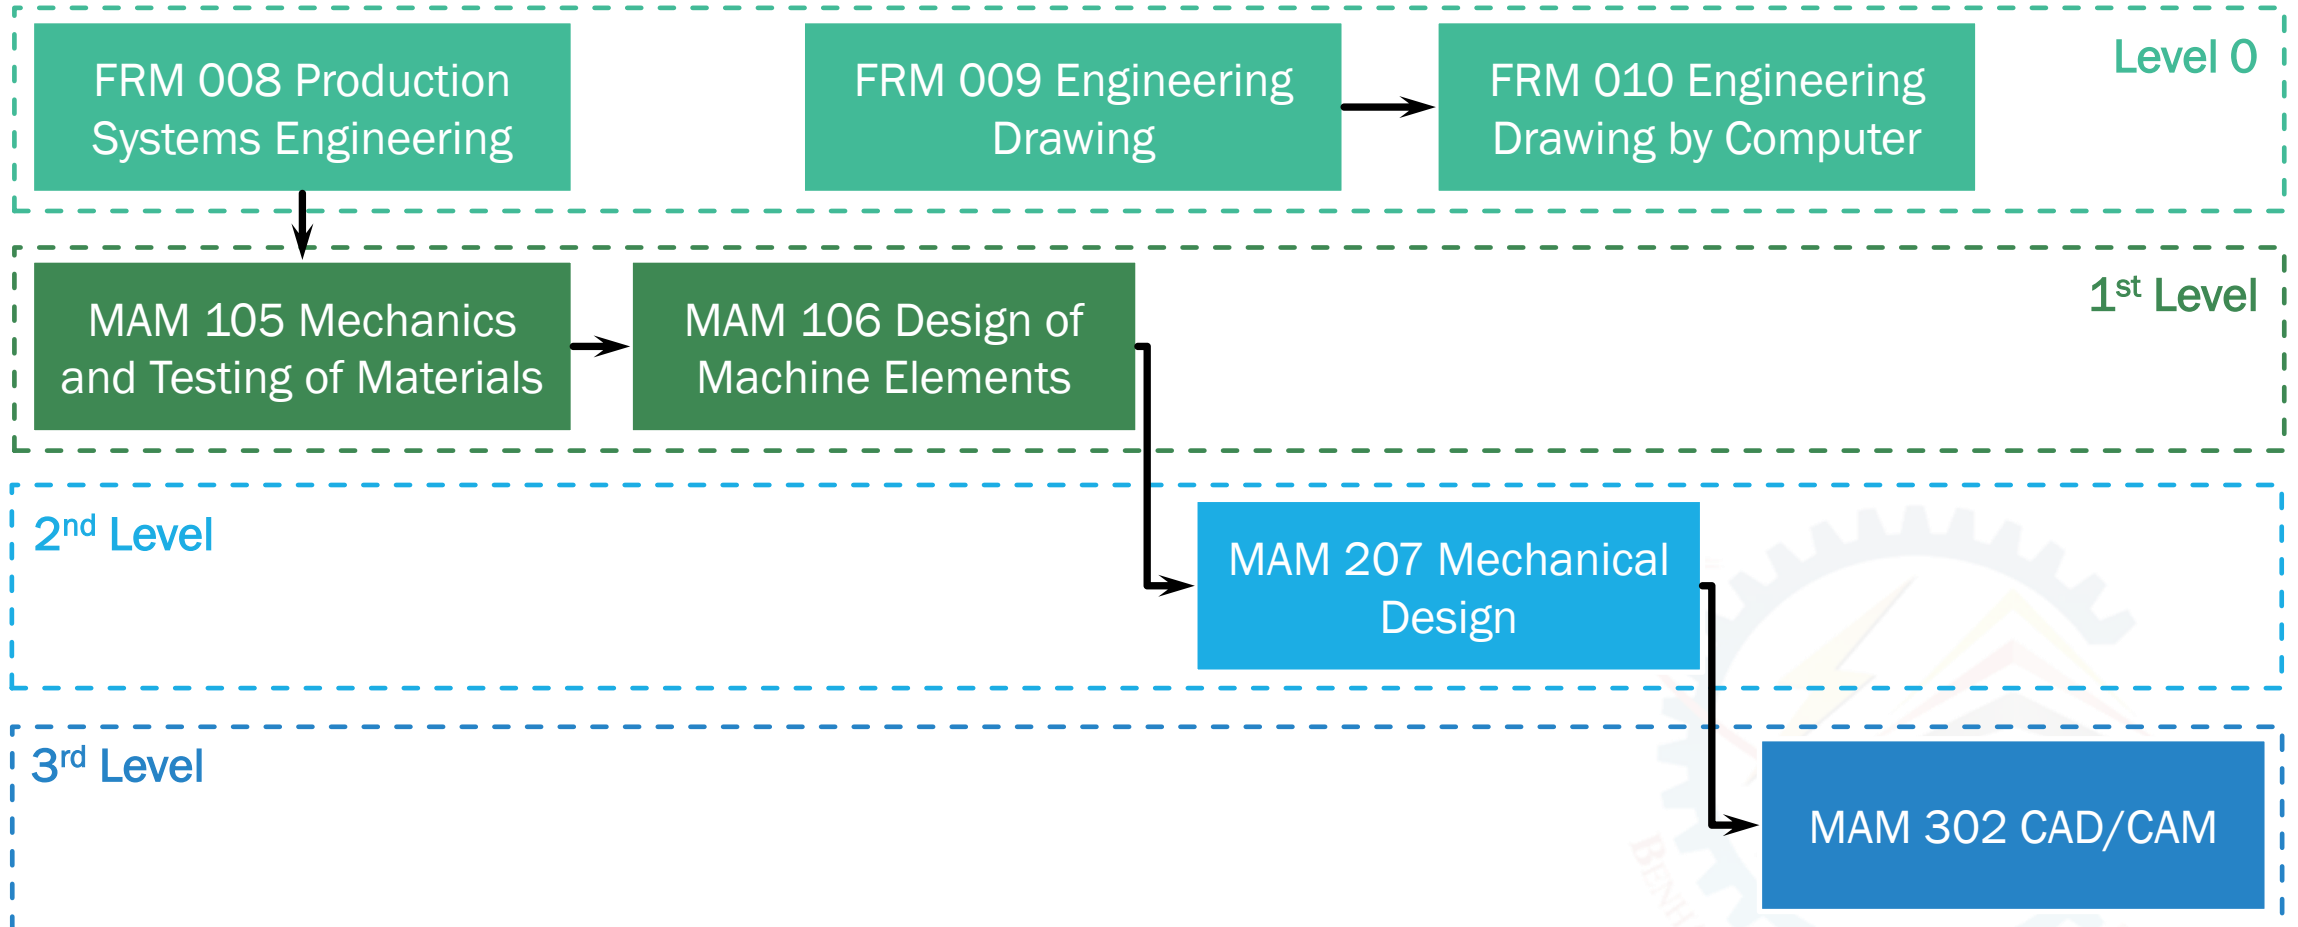 FRM 008 Production
Systems Engineering
FRM 009 Engineering
Drawing
FRM 010 Engineering
Drawing by Computer
Level 0
MAM 105 Mechanics
and Testing of Materials
MAM 106 Design of
Machine Elements
1st Level
2nd Level
MAM 207 Mechanical
Design
3rd Level
MAM 302 CAD/CAM